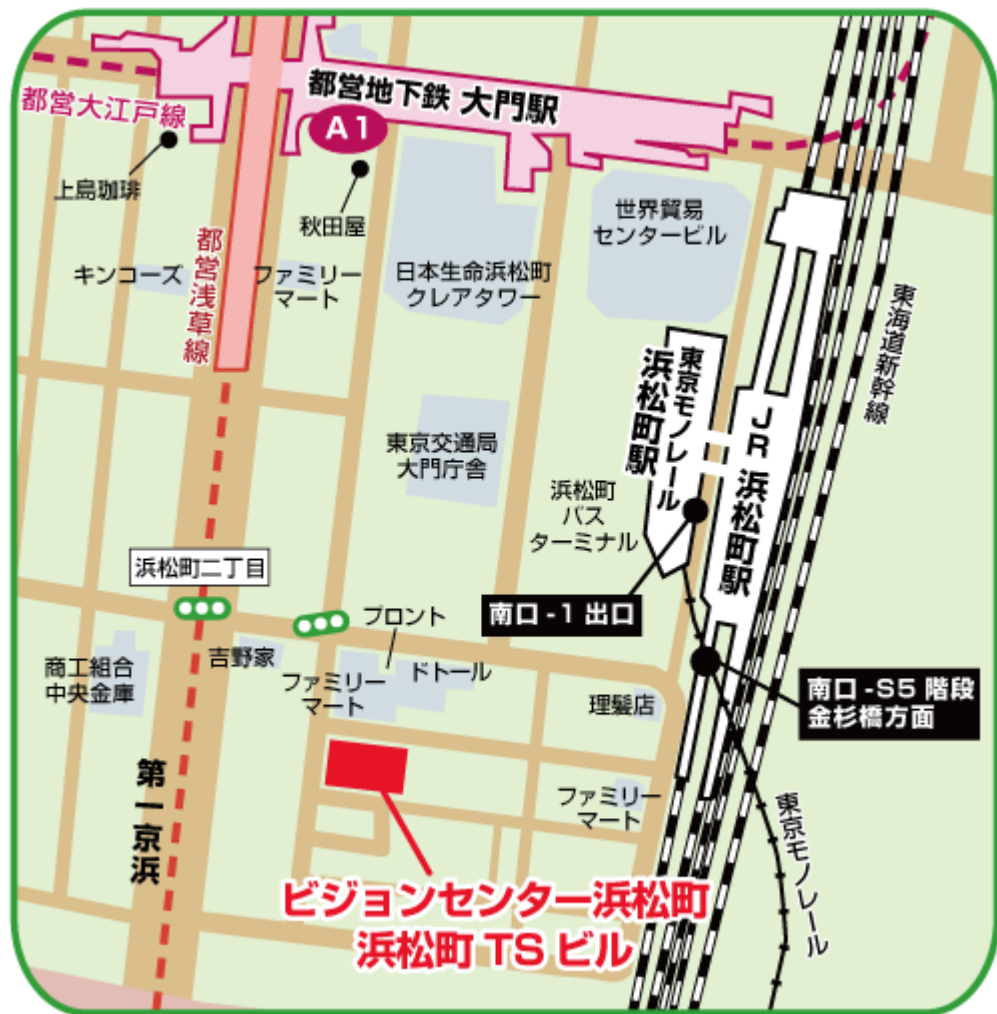 都営地下鉄 大門駅
都営大江戸線
A1
上島珈琲
秋田屋
世界貿易
センタービル
都営浅草線
キンコーズ
ファミリー
マート
日本生命浜松町
クレアタワー
東海道新幹線
東京モノレール
浜松町駅
JR 浜松町駅
東京交通局
大門庁舎
浜松町
バス
ターミナル
浜松町二丁目
南口 -1 出口
プロント
吉野家
ドトール
商工組合
中央金庫
ファミリー
マート
理髪店
南口 -S5 階段
金杉橋方面
第一京浜
ファミリー
マート
東京モノレール
ビジョンセンター浜松町
浜松町 TS ビル